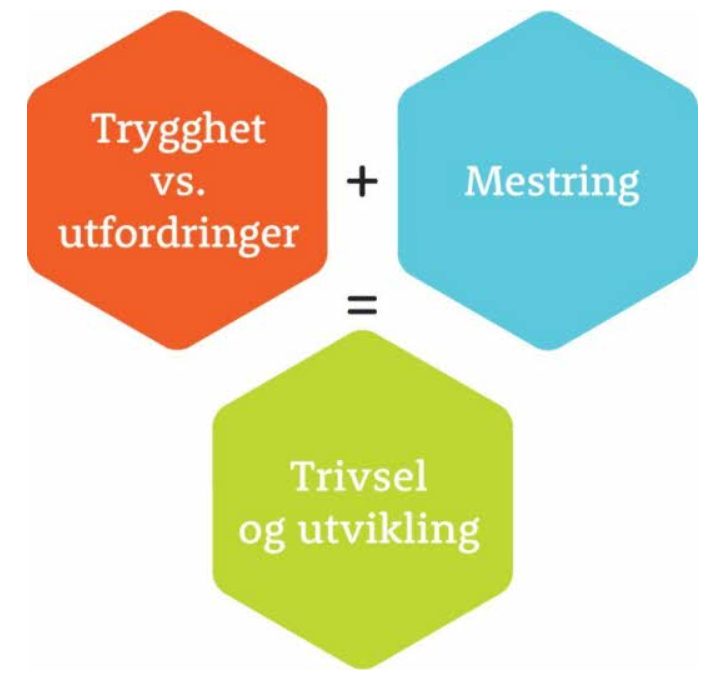 Trygghet
vs.
utfordringer
+
Mestring
=
Trivsel
og utvikling